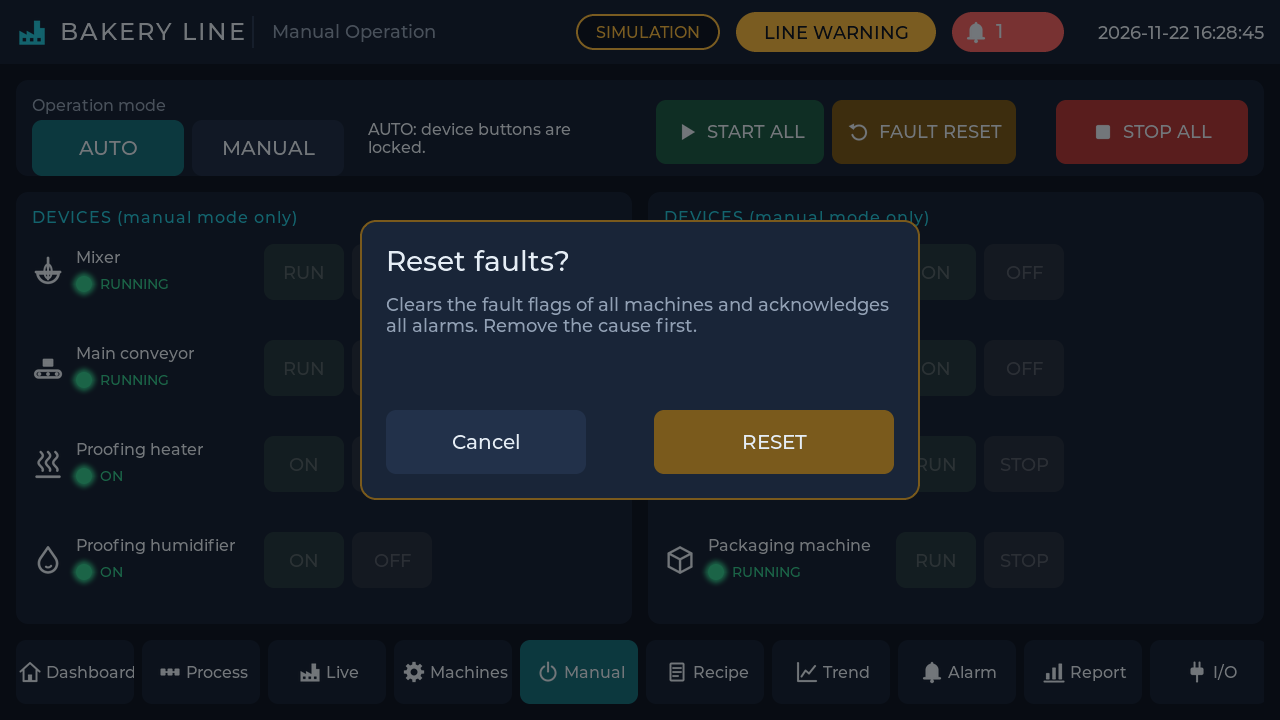 BAKERY LINE
Manual Operation
SIMULATION
LINE WARNING
1
2026-11-22 16:28:45
Operation mode
AUTO
MANUAL
AUTO: device buttons are
locked.
START ALL
FAULT RESET
STOP ALL
DEVICES (manual mode only)
DEVICES (manual mode only)
Mixer
RUNNING
RUN
ON
OFF
Main conveyor
RUNNING
RUN
ON
OFF
Proofing heater
ON
ON
RUN
STOP
Proofing humidifier
ON
ON
OFF
Packaging machine
RUNNING
RUN
STOP
Reset faults?
Clears the fault flags of all machines and acknowledges
all alarms. Remove the cause first.
Cancel
RESET
Dashboard
Process
Live
Machines
Manual
Recipe
Trend
Alarm
Report
I/O